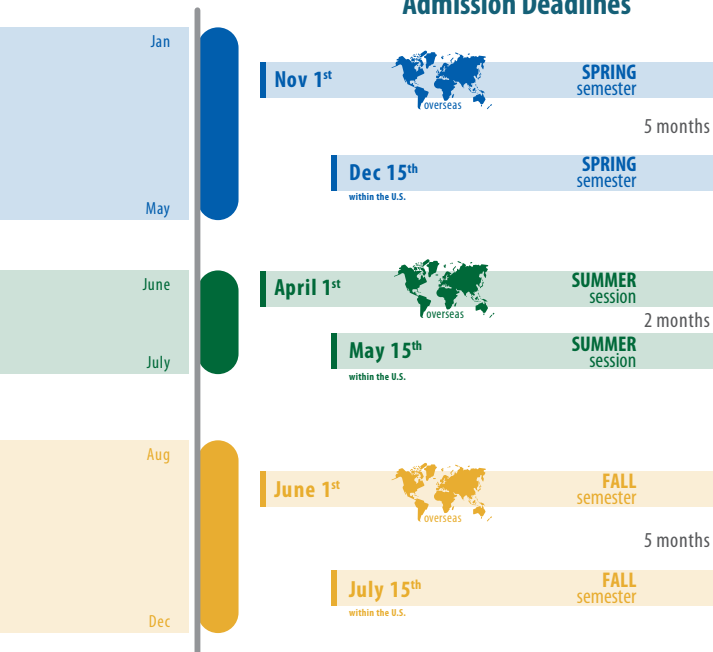 Admission Deadlines
Jan
Nov 1st
overseas
SPRING
semester
5 months
Dec 15th
within the U.S.
SPRING
semester
May
June
April 1st
overseas
SUMMER
session
2 months
May 15th
within the U.S.
SUMMER
session
July
Aug
June 1st
overseas
FALL
semester
5 months
July 15th
within the U.S.
FALL
semester
Dec